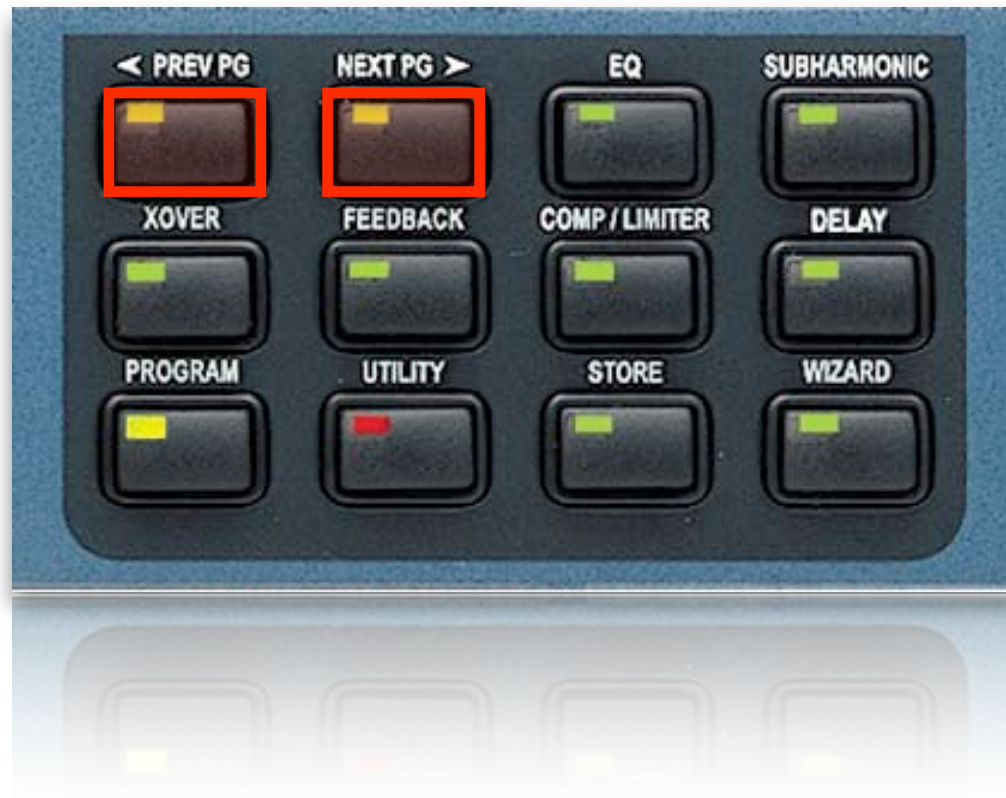 < PREV PG NEXT PG > EQ SUBHARMONIC
XOVER FEEDBACK COMP / LIMITER DELAY
PROGRAM UTILITY STORE WIZARD